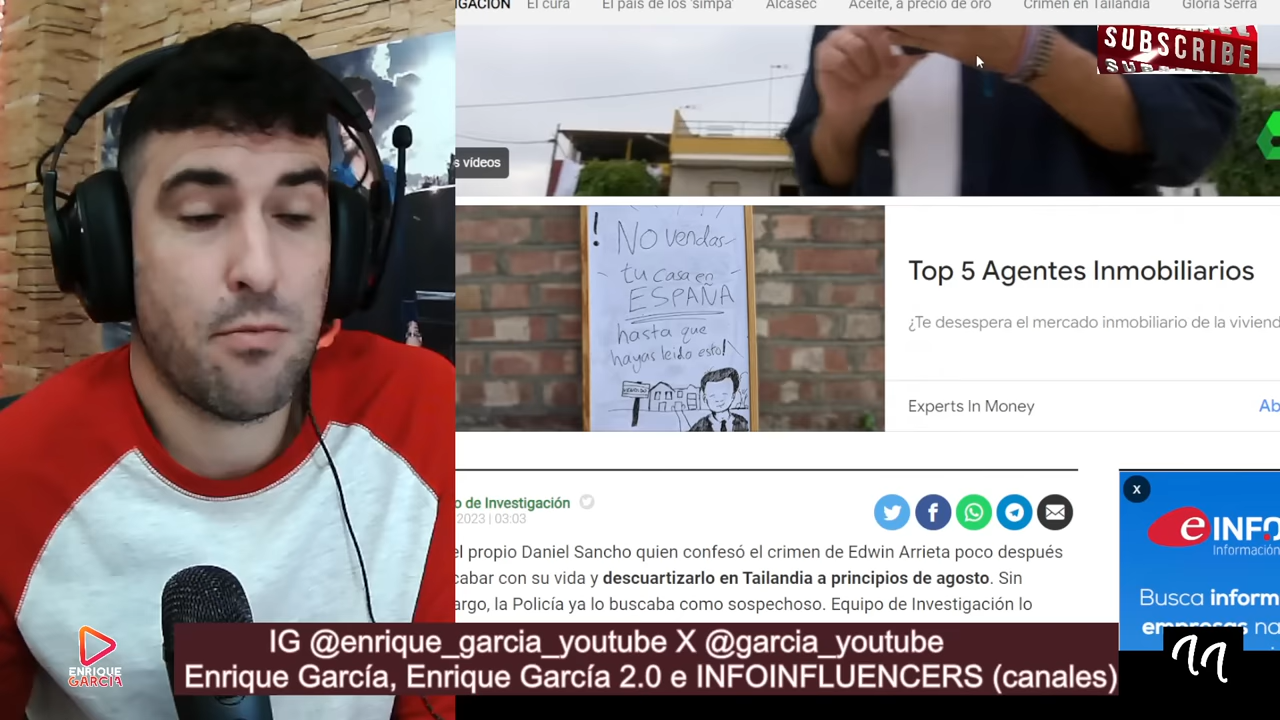 El cura El país de los 'simpa' Alcasec Aceite, a precio de oro Crimen en Tailandia Gloria Serra
SUBSCRIBE
s vídeos
! No vendas
tu casa en
ESPAÑA
hasta que
hayas leido esto!
Top 5 Agentes Inmobiliarios
¿Te desespera el mercado inmobiliario de la viviend
Experts In Money
Ab
o de Investigación
2023 | 03:03
X
eINFO
Información
Busca inform
empresas na
el propio Daniel Sancho quien confesó el crimen de Edwin Arrieta poco después
cabar con su vida y descuartizarlo en Tailandia a principios de agosto. Sin
argo, la Policía ya lo buscaba como sospechoso. Equipo de Investigación lo
IG @enrique_garcia_youtube X @garcia_youtube
Enrique García, Enrique García 2.0 e INFOINFLUENCERS (canales)
ENRIQUE
GARCÍA